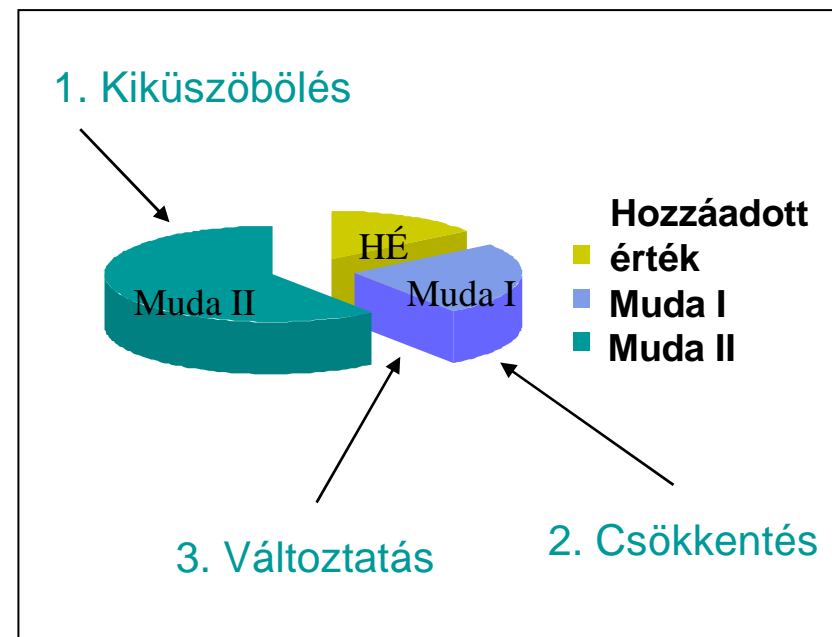 1. Kiküszöbölés
HÉ
Muda I
Muda II
Hozzáadott
érték
Muda I
Muda II
2. Csökkentés
3. Változtatás